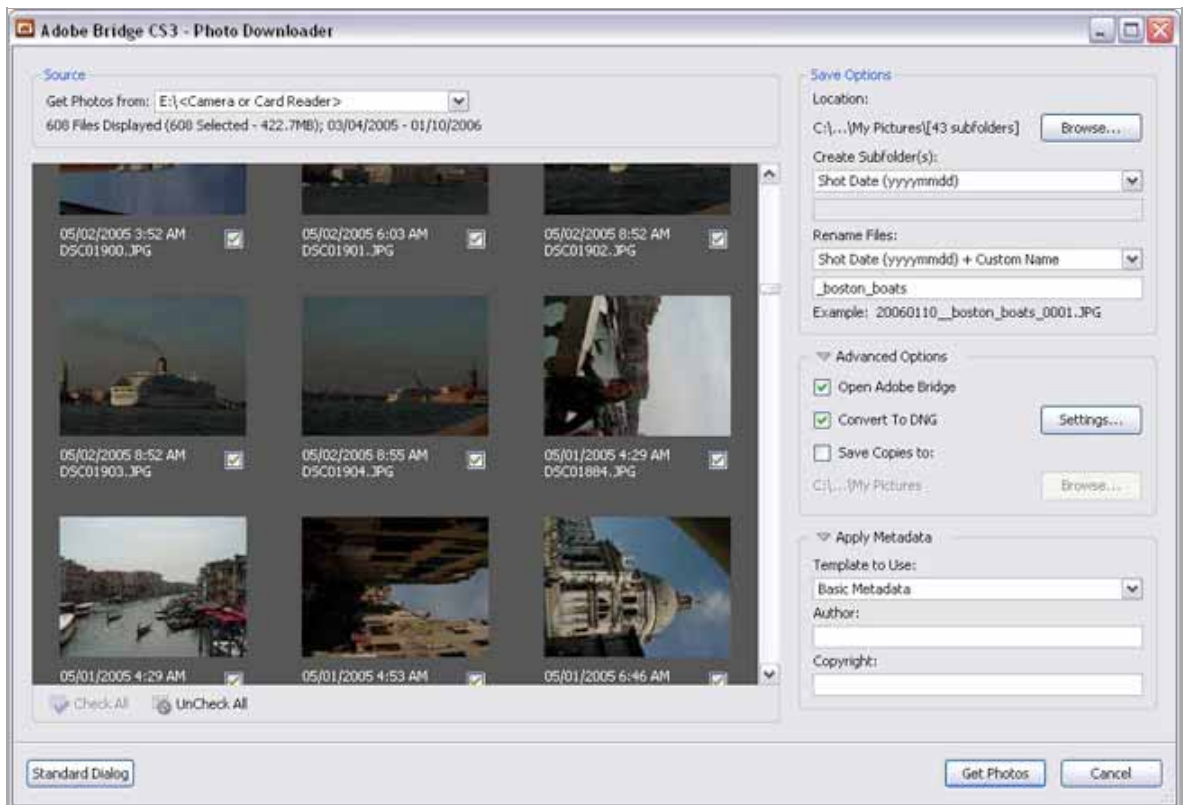 Adobe Bridge CS3 - Photo Downloader
Source
Get Photos from: E:\<Camera or Card Reader>
608 Files Displayed (608 Selected - 422.7MB); 03/04/2005 - 01/10/2006
05/02/2005 3:52 AM
DSC01900.JPG
05/02/2005 6:03 AM
DSC01901.JPG
05/02/2005 8:52 AM
DSC01902.JPG
05/02/2005 8:52 AM
DSC01903.JPG
05/02/2005 8:55 AM
DSC01904.JPG
05/01/2005 4:29 AM
DSC01884.JPG
05/01/2005 4:29 AM
05/01/2005 4:53 AM
05/01/2005 6:46 AM
Check All
UnCheck All
Save Options
Location:
C:\...\My Pictures\[43 subfolders]
Browse...
Create Subfolder(s):
Shot Date (yyyymmdd)
Rename Files:
Shot Date (yyyymmdd) + Custom Name
_boston_boats
Example: 20060110__boston_boats_0001.JPG
Advanced Options
Open Adobe Bridge
Convert To DNG
Settings...
Save Copies to:
C:\...\My Pictures
Browse...
Apply Metadata
Template to Use:
Basic Metadata
Author:
Copyright:
Standard Dialog
Get Photos
Cancel